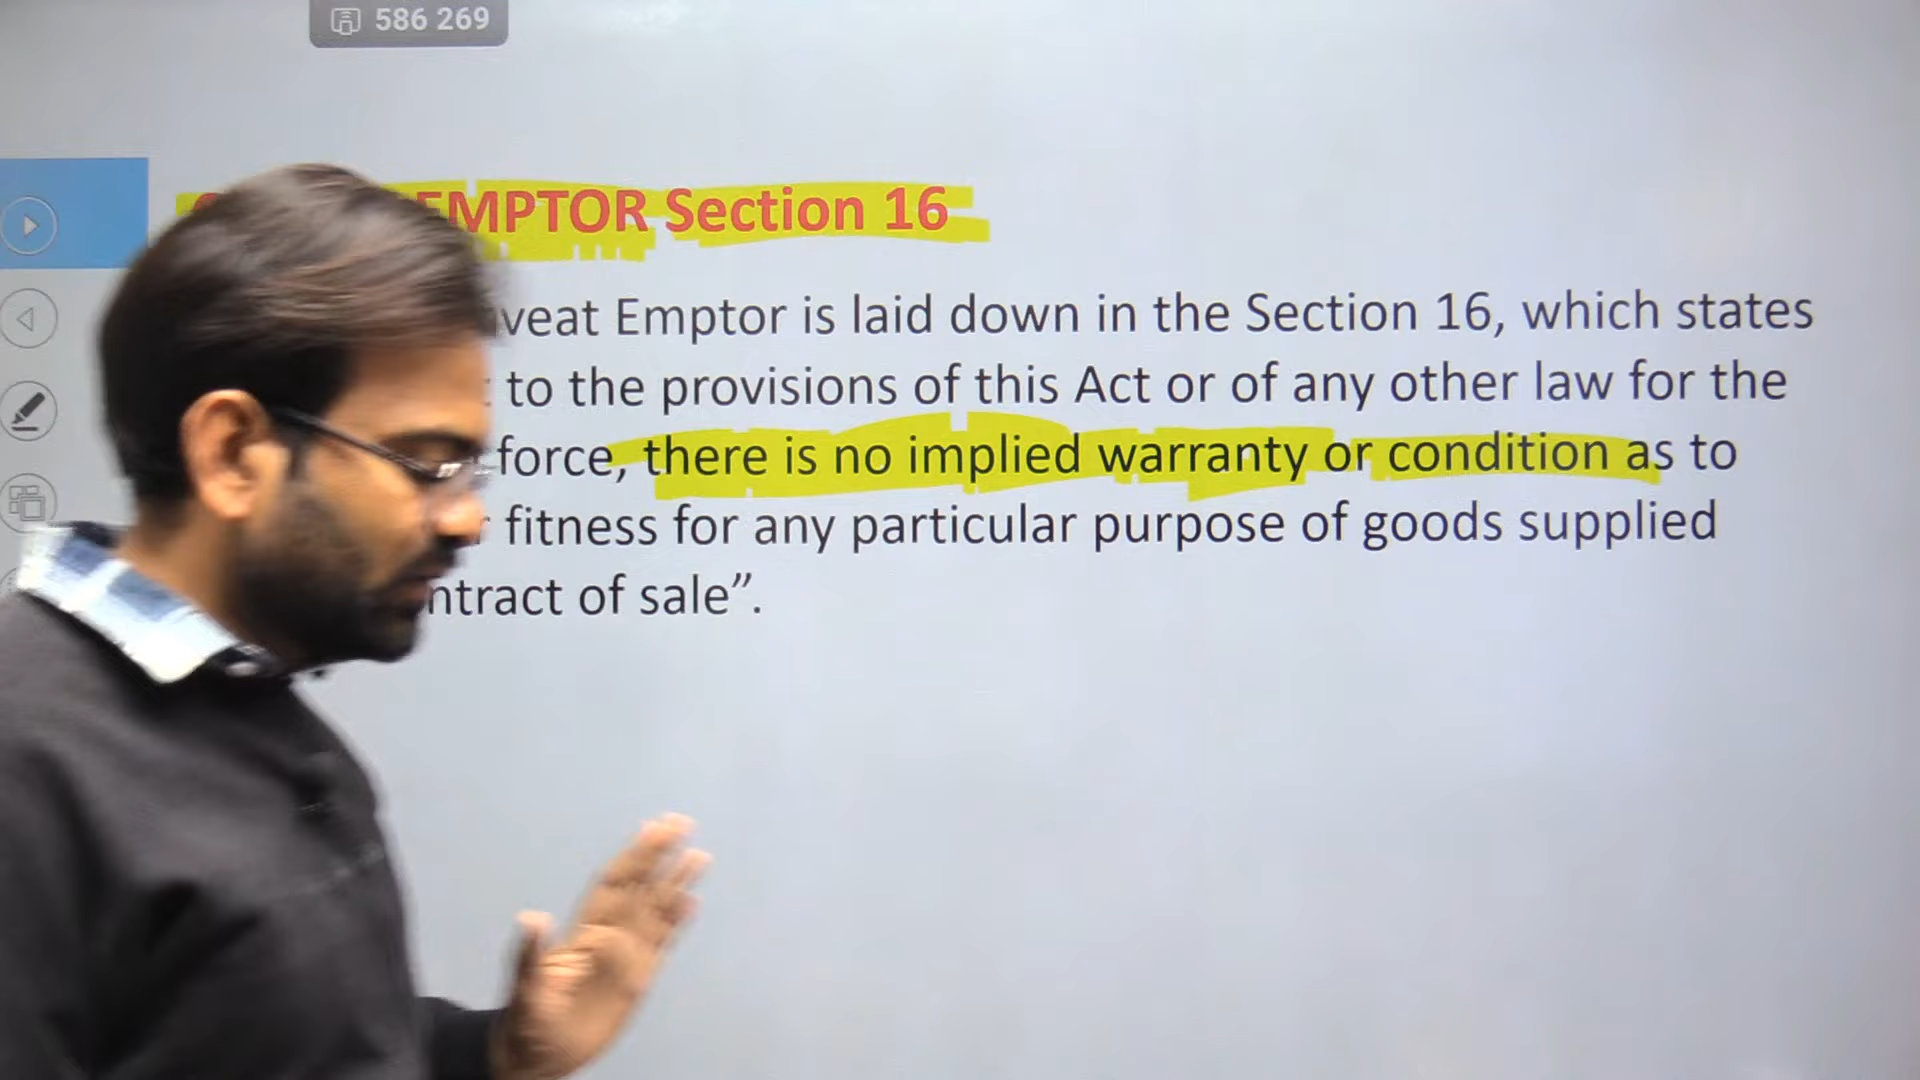 586 269
EMPTOR Section 16
veat Emptor is laid down in the Section 16, which states
to the provisions of this Act or of any other law for the
force, there is no implied warranty or condition as to
fitness for any particular purpose of goods supplied
ntract of sale”.